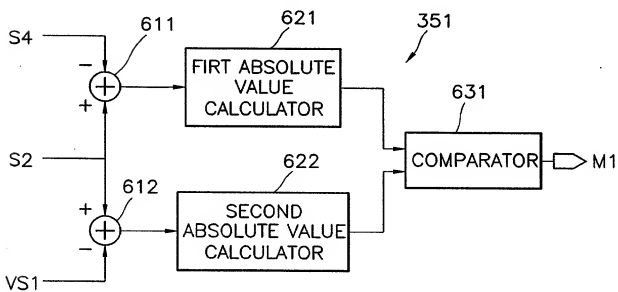 S4
611
621
351
−
+
FIRT ABSOLUTE
VALUE
CALCULATOR
631
S2
COMPARATOR
M1
612
622
+
−
SECOND
ABSOLUTE VALUE
CALCULATOR
VS1